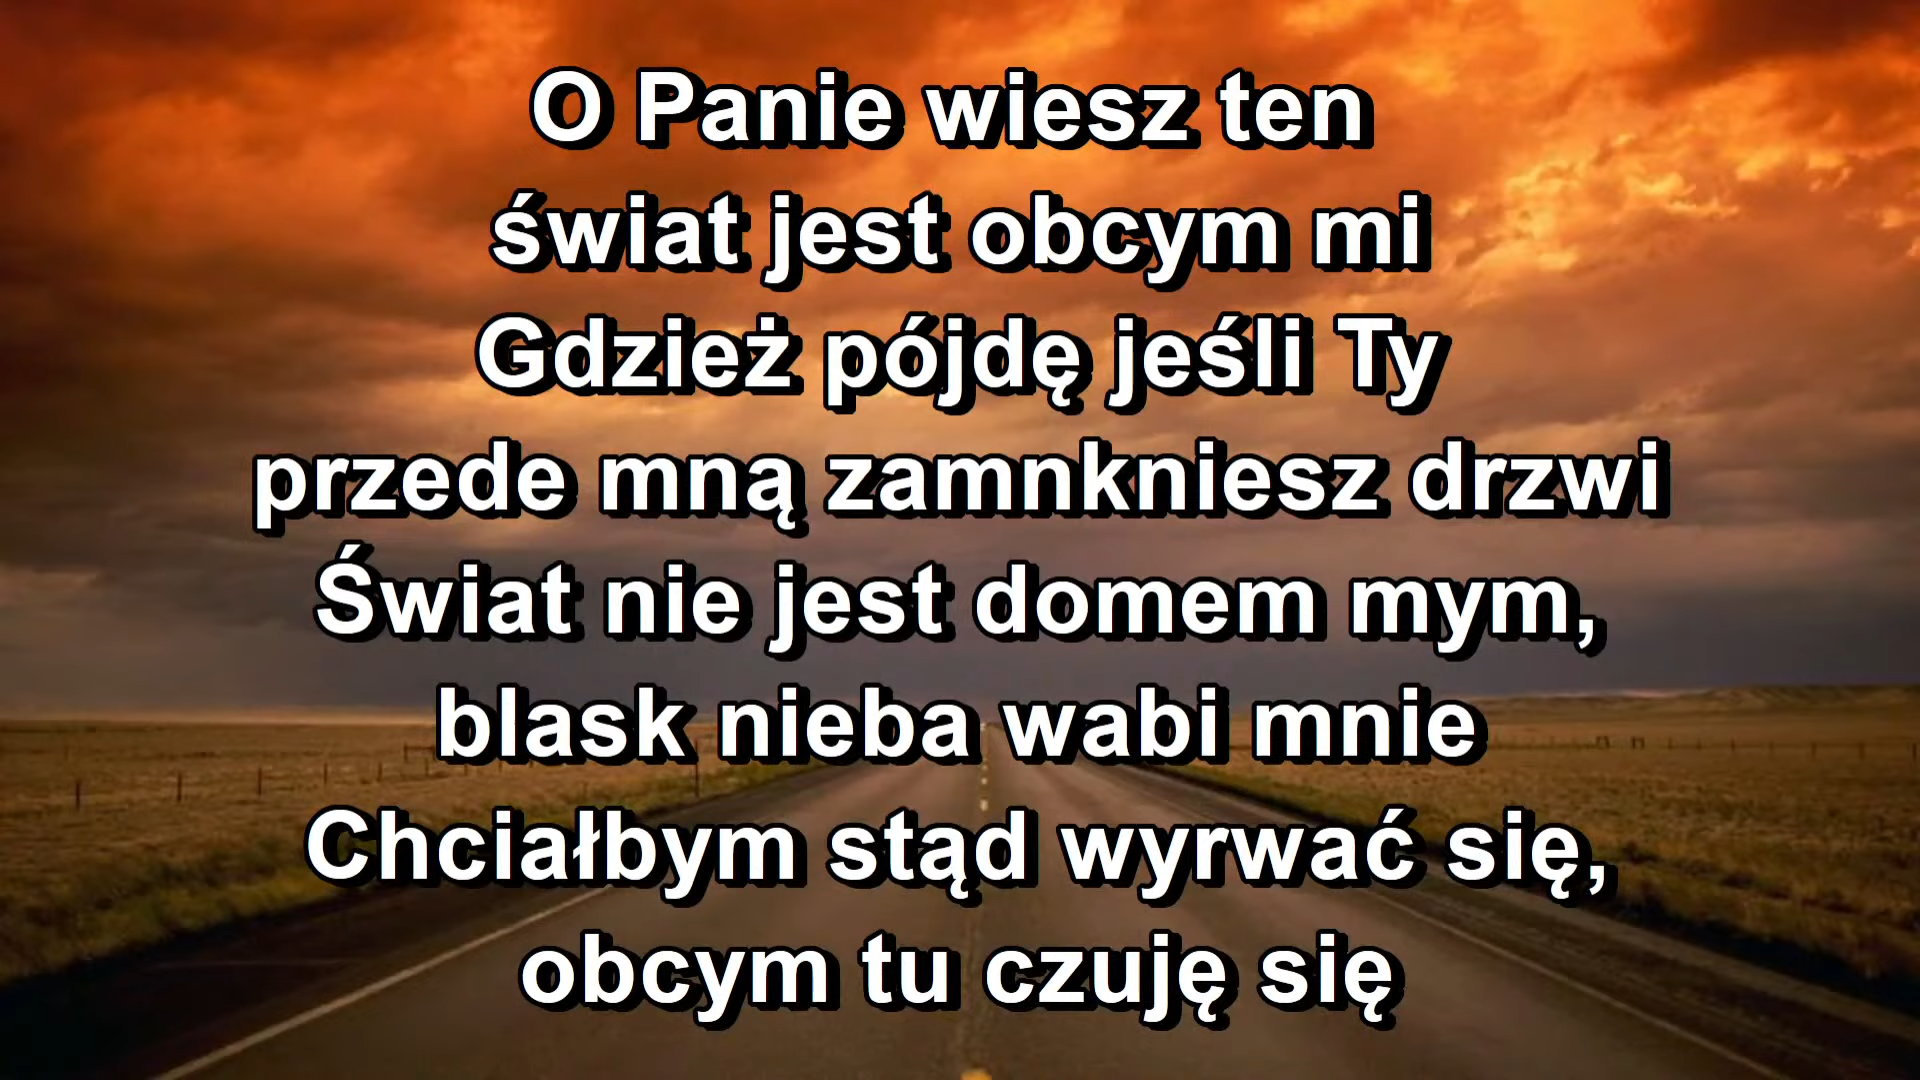 O Panie wiesz ten
świat jest obcym mi
Gdzież pójdę jeśli Ty
przede mną zamnkniesz drzwi
Świat nie jest domem mym,
blask nieba wabi mnie
Chciałbym stąd wyrwać się,
obcym tu czuję się